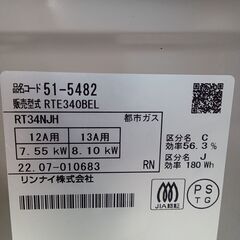 品名コード 51-5482
販売型式 RTE340BEL
RT34NJH 都市ガス
12A用 13A用
7.55 kW 8.10 kW
22.07-010683 RN
リンナイ株式会社
区分名 C
効率56.3 %
区分名 J
効率 180 Wh
JIA認証
PS
TG